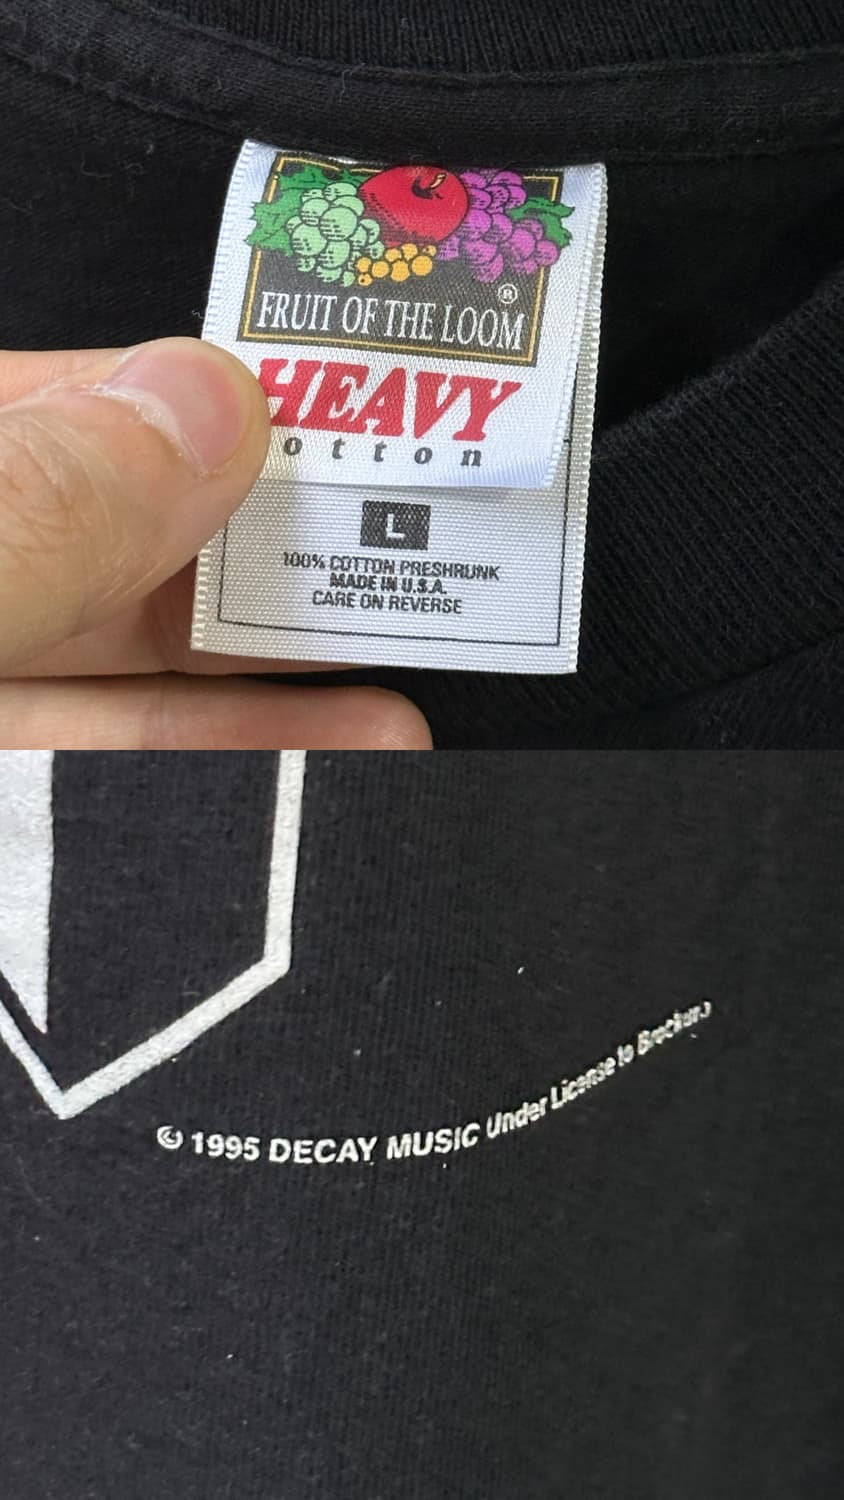 FRUIT OF THE LOOM ®
HEAVY
otton
L
100% COTTON PRESHRUNK
MADE IN U.S.A.
CARE ON REVERSE
© 1995 DECAY MUSIC Under License to Brockum